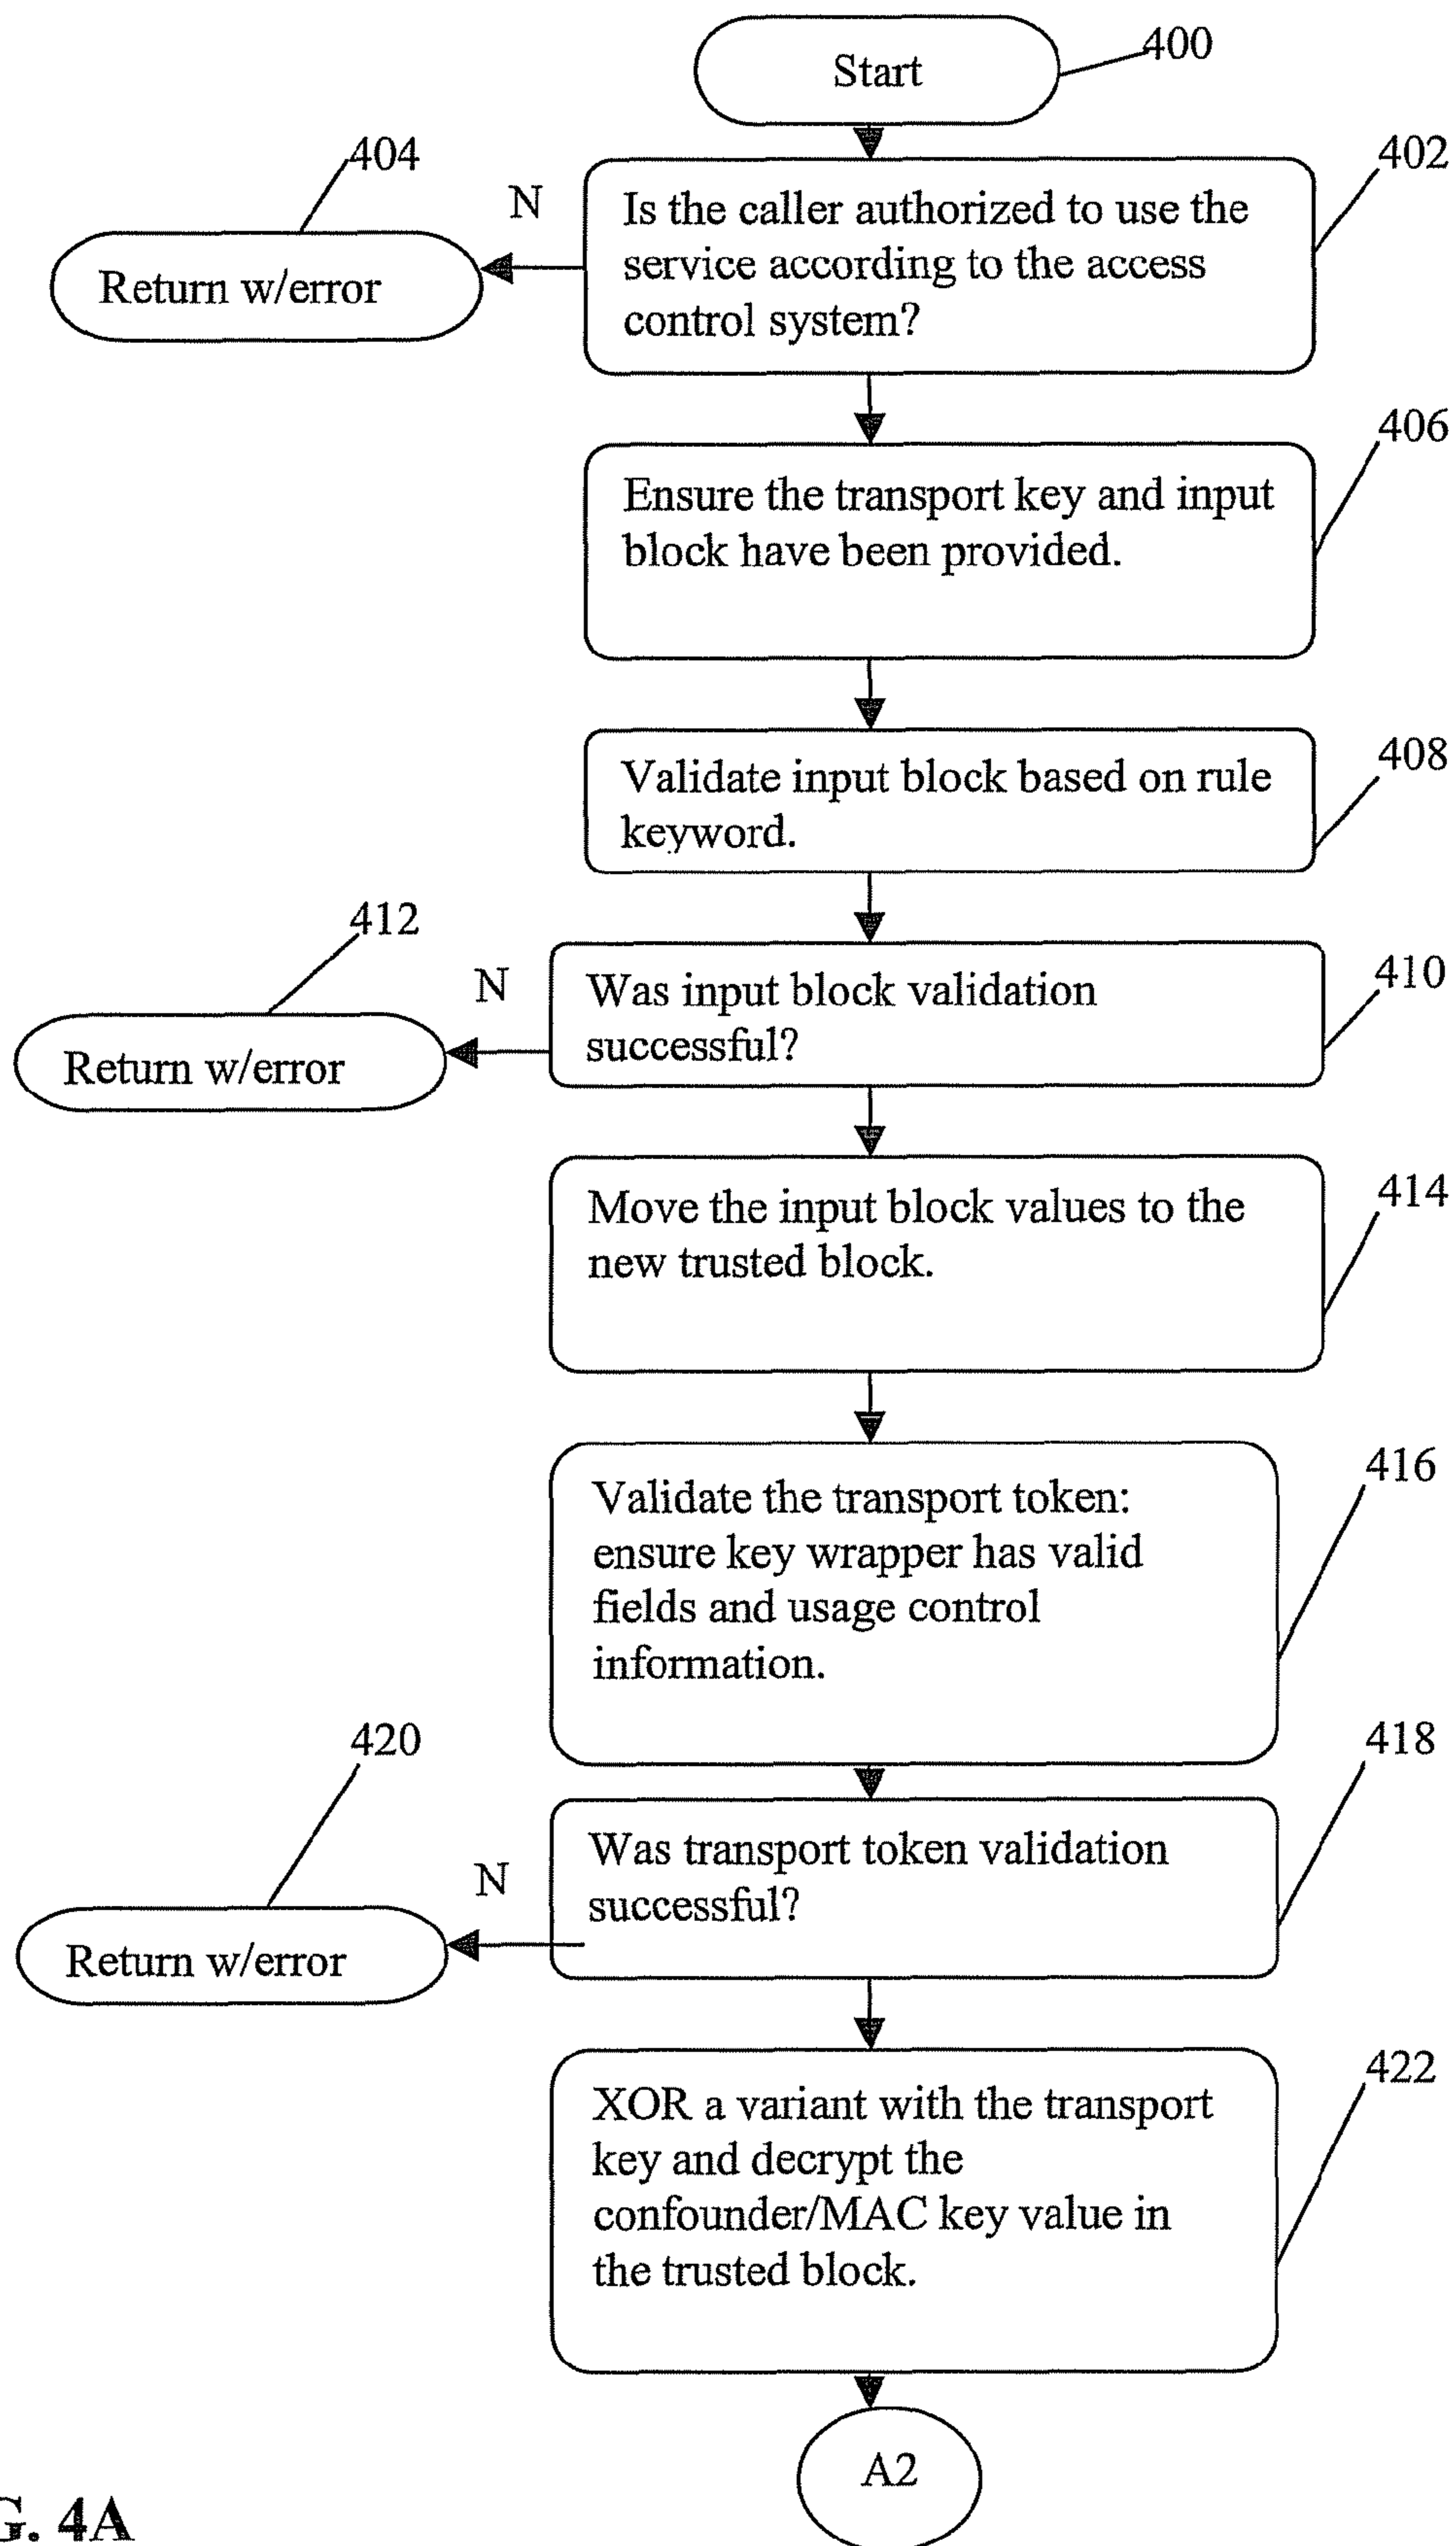 Start
400
404
402
N
Is the caller authorized to use the
service according to the access
control system?
Return w/error
406
Ensure the transport key and input
block have been provided.
408
Validate input block based on rule
keyword.
412
410
N
Was input block validation
successful?
Return w/error
414
Move the input block values to the
new trusted block.
416
Validate the transport token:
ensure key wrapper has valid
fields and usage control
information.
420
418
N
Was transport token validation
successful?
Return w/error
422
XOR a variant with the transport
key and decrypt the
confounder/MAC key value in
the trusted block.
A2
G. 4A